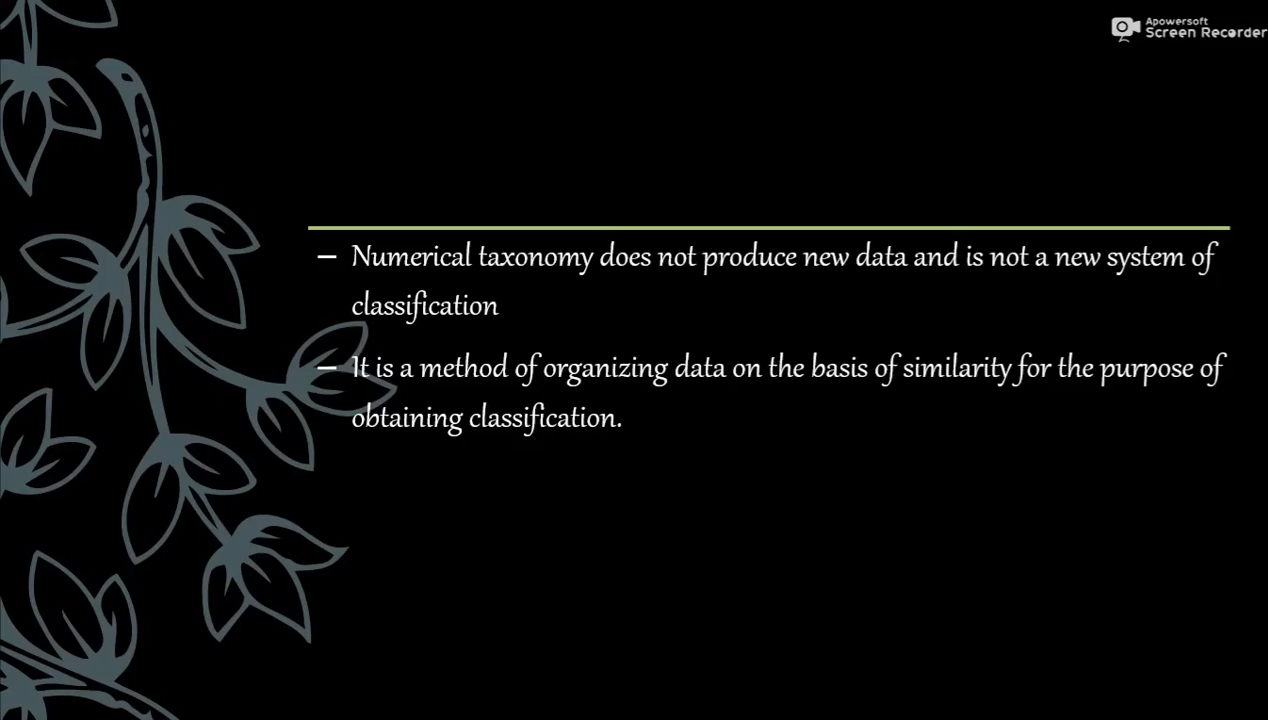 Apowersoft
Screen Recorder
– Numerical taxonomy does not produce new data and is not a new system of
classification
– It is a method of organizing data on the basis of similarity for the purpose of
obtaining classification.